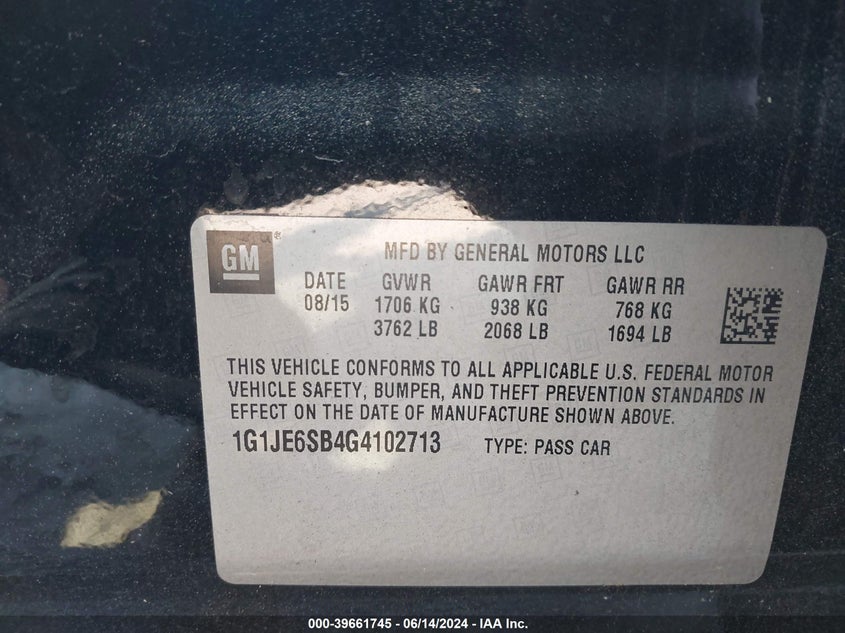 GM
MFD BY GENERAL MOTORS LLC
DATE GVWR GAWR FRT GAWR RR
08/15 1706 KG 938 KG 768 KG
3762 LB 2068 LB 1694 LB
THIS VEHICLE CONFORMS TO ALL APPLICABLE U.S. FEDERAL MOTOR
VEHICLE SAFETY, BUMPER, AND THEFT PREVENTION STANDARDS IN
EFFECT ON THE DATE OF MANUFACTURE SHOWN ABOVE.
1G1JE6SB4G4102713 TYPE: PASS CAR
000-39661745 - 06/14/2024 - IAA Inc.